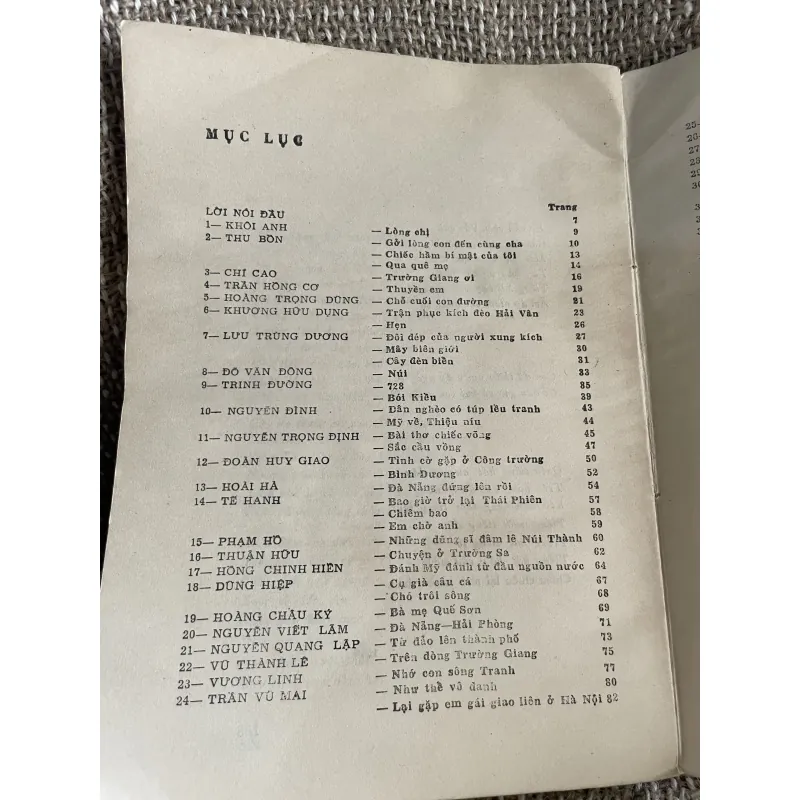 MỤC LỤC
Trang
LỜI NÓI ĐẦU 7
1— KHÔI ANH — Lòng chị 9
2— THU BỒN — Gởi lòng con đến cùng cha 10
— Chiếc hầm bí mật của tôi 13
— Qua quê mẹ 14
3— CHÍ CAO — Trường Giang ơi 16
4— TRẦN HỒNG CƠ — Thuyền em 19
5— HOÀNG TRỌNG DŨNG — Chỗ cuối con đường 21
6— KHƯƠNG HỮU DỤNG — Trận phục kích đèo Hải Vân 23
— Hẹn 26
7— LƯU TRÙNG DƯƠNG — Đôi dép của người xung kích 27
— Mây biên giới 30
— Cây đèn biển 31
8— ĐỖ VĂN ĐÔNG — Núi 33
9— TRINH ĐƯỜNG — 728 35
— Bói Kiều 39
10— NGUYỄN ĐÌNH — Dân nghèo có túp lều tranh 43
— Mỹ về, Thiệu níu 44
11— NGUYỄN TRỌNG ĐỊNH — Bài thơ chiếc võng 45
— Sắc cầu vồng 47
12— ĐOÀN HUY GIAO — Tình cờ gặp ở Công trường 50
— Bình Dương 52
13— HOÀI HÀ — Đà Nẵng đứng lên rồi 54
14— TẾ HANH — Bao giờ trở lại Thái Phiên 57
— Chiêm bao 58
— Em chờ anh 59
15— PHẠM HỔ — Những dũng sĩ đâm lê Núi Thành 60
16— THUẬN HỮU — Chuyện ở Trường Sa 62
17— HỒNG CHINH HIỀN — Đánh Mỹ đánh từ đầu nguồn nước 64
18— DŨNG HIỆP — Cụ già câu cá 67
— Chó trôi sông 68
19— HOÀNG CHÂU KÝ — Bà mẹ Quế Sơn 69
20— NGUYỄN VIẾT LÃM — Đà Nẵng—Hải Phòng 71
21— NGUYỄN QUANG LẬP — Từ đảo lên thành phố 73
22— VŨ THÀNH LÊ — Trên dòng Trường Giang 75
23— VƯƠNG LINH — Nhớ con sông Tranh 77
24— TRẦN VŨ MAI — Như thế vô danh 80
— Lại gặp em gái giao liên ở Hà Nội 82
25—
26—
27
28
29
30